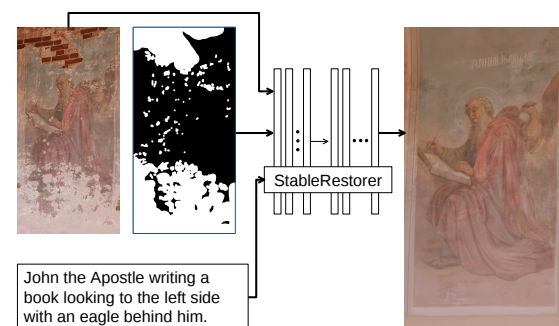 StableRestorer
John the Apostle writing a
book looking to the left side
with an eagle behind him.